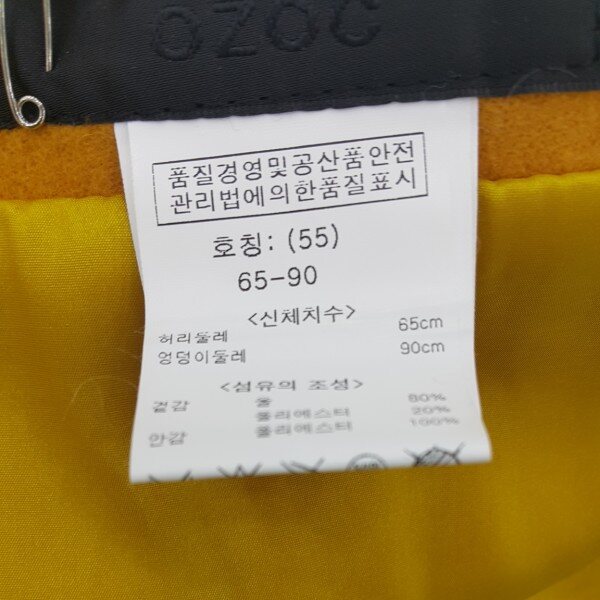 OZOC
품질경영및공산품안전
관리법에의한품질표시
호칭: (55)
65-90
<신체치수>
허리둘레 65cm
엉덩이둘레 90cm
<섬유의 조성>
겉감 울 80%
폴리에스터 20%
안감 폴리에스터 100%